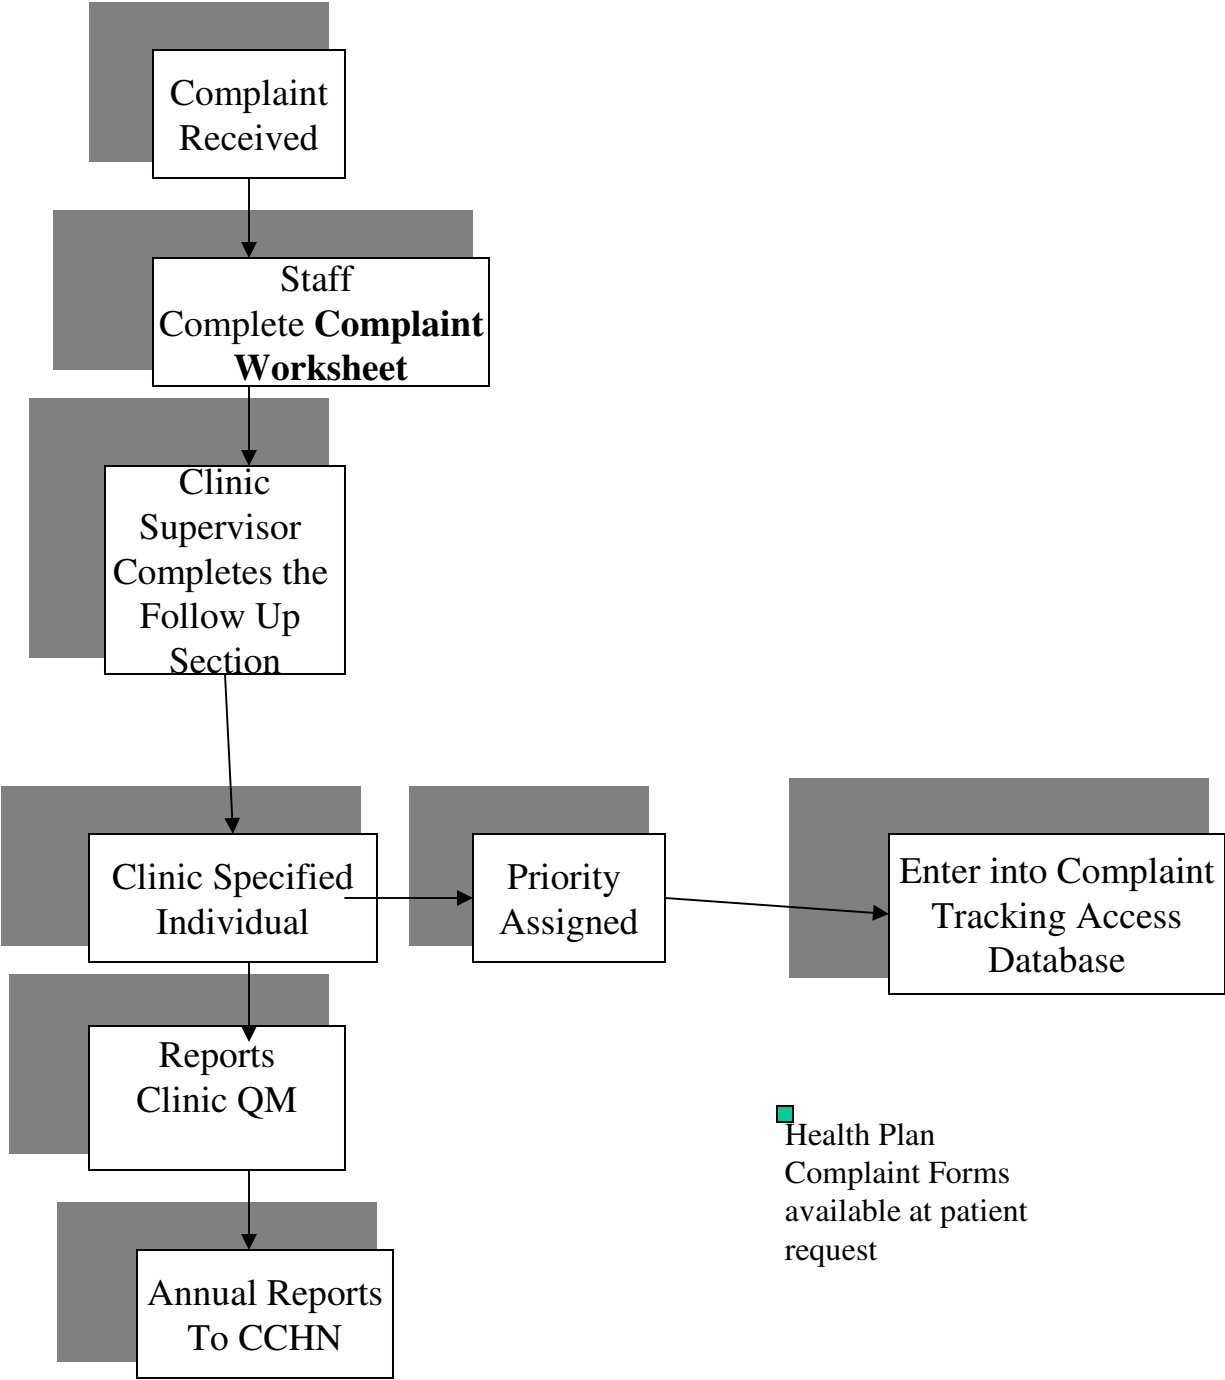 Complaint
Received
Staff
Complete Complaint
Worksheet
Clinic
Supervisor
Completes the
Follow Up
Section
Clinic Specified
Individual
Priority
Assigned
Enter into Complaint
Tracking Access
Database
Reports
Clinic QM
Health Plan
Complaint Forms
available at patient
request
Annual Reports
To CCHN